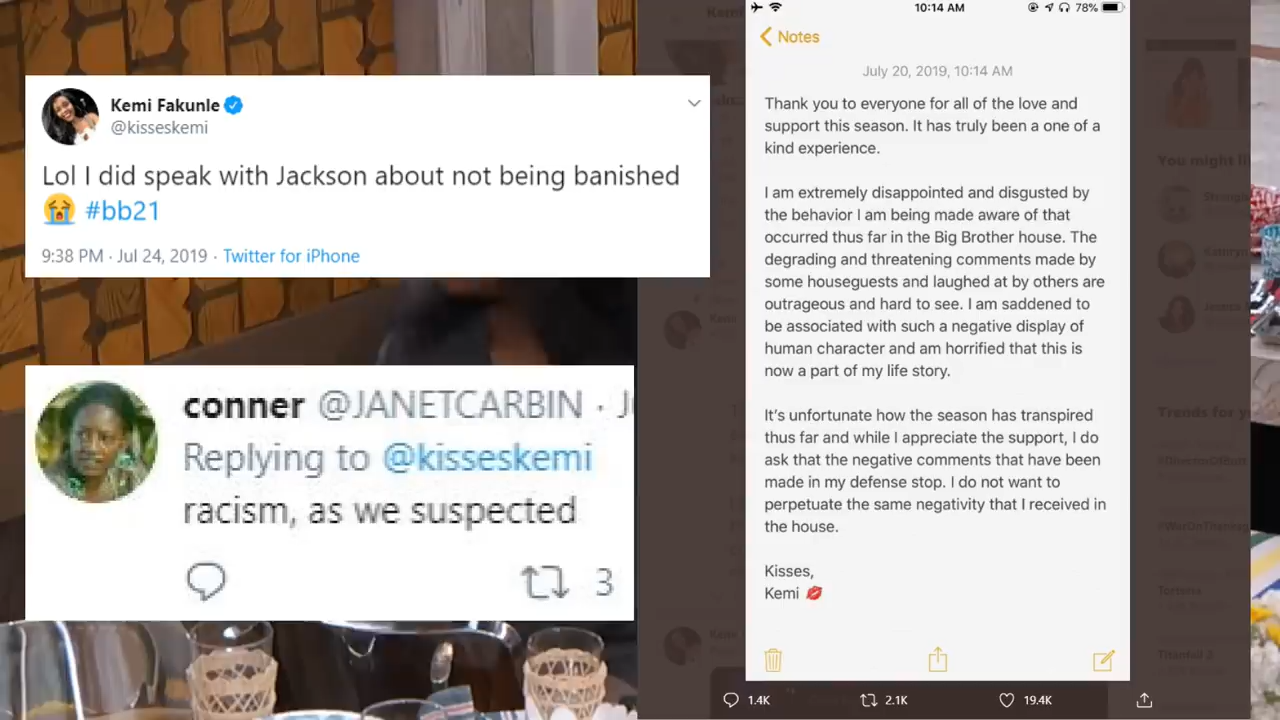 Kemi Fakunle
@kisseskemi
Lol I did speak with Jackson about not being banished
😭 #bb21
9:38 PM · Jul 24, 2019 · Twitter for iPhone
conner @JANETCARBIN ·
Replying to @kisseskemi
racism, as we suspected
3
10:14 AM
78%
Notes
July 20, 2019, 10:14 AM
Thank you to everyone for all of the love and
support this season. It has truly been a one of a
kind experience.
I am extremely disappointed and disgusted by
the behavior I am being made aware of that
occurred thus far in the Big Brother house. The
degrading and threatening comments made by
some houseguests and laughed at by others are
outrageous and hard to see. I am saddened to
be associated with such a negative display of
human character and am horrified that this is
now a part of my life story.
It's unfortunate how the season has transpired
thus far and while I appreciate the support, I do
ask that the negative comments that have been
made in my defense stop. I do not want to
perpetuate the same negativity that I received in
the house.
Kisses,
Kemi 💋
1.4K
2.1K
19.4K
You might li
Trends for y
Titanfall 3